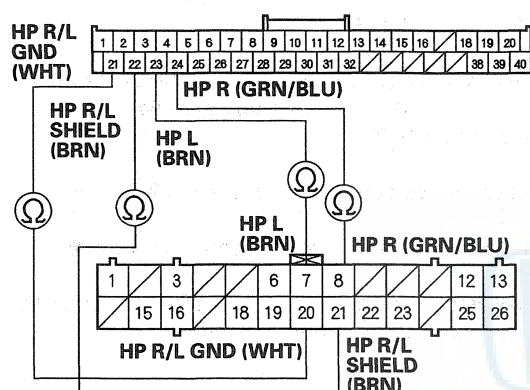 HP R/L
GND
(WHT)
1 2 3 4 5 6 7 8 9 10 11 12 13 14 15 16 18 19 20
21 22 23 24 25 26 27 28 29 30 31 32 38 39 40
HP R (GRN/BLU)
HP R/L
SHIELD
(BRN)
HP L
(BRN)
Ω Ω Ω Ω
HP L
(BRN)
HP R (GRN/BLU)
1 3 6 7 8 12 13
15 16 18 19 20 21 22 23 25 26
HP R/L GND (WHT)
HP R/L
SHIELD
(BRN)